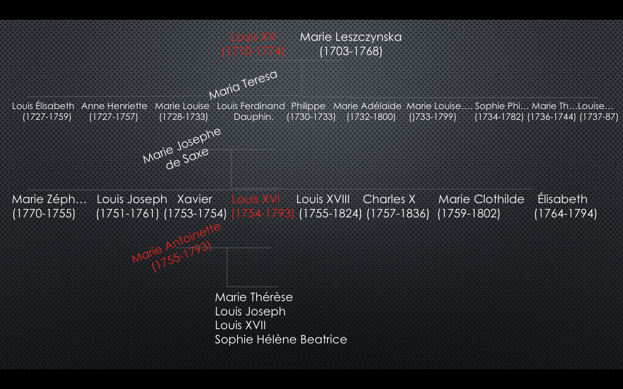 Louis XV Marie Leszczynska
(1710-1774) (1703-1768)
Maria Teresa
Louis Élisabeth Anne Henriette Marie Louise Louis Ferdinand Philippe Marie Adélaide Marie Louise…. Sophie Phi… Marie Th…Louise…
(1727-1759) (1727-1757) (1728-1733) Dauphin. (1730-1733) (1732-1800) (J733-1799) (1734-1782) (1736-1744) (1737-87)
Marie Josephe
de Saxe
Marie Zéph… Louis Joseph Xavier Louis XVI Louis XVIII Charles X Marie Clothilde Élisabeth
(1770-1755) (1751-1761) (1753-1754) (1754-1793) (1755-1824) (1757-1836) (1759-1802) (1764-1794)
Marie Antoinette
(1755-1793)
Marie Thérèse
Louis Joseph
Louis XVII
Sophie Hélène Beatrice